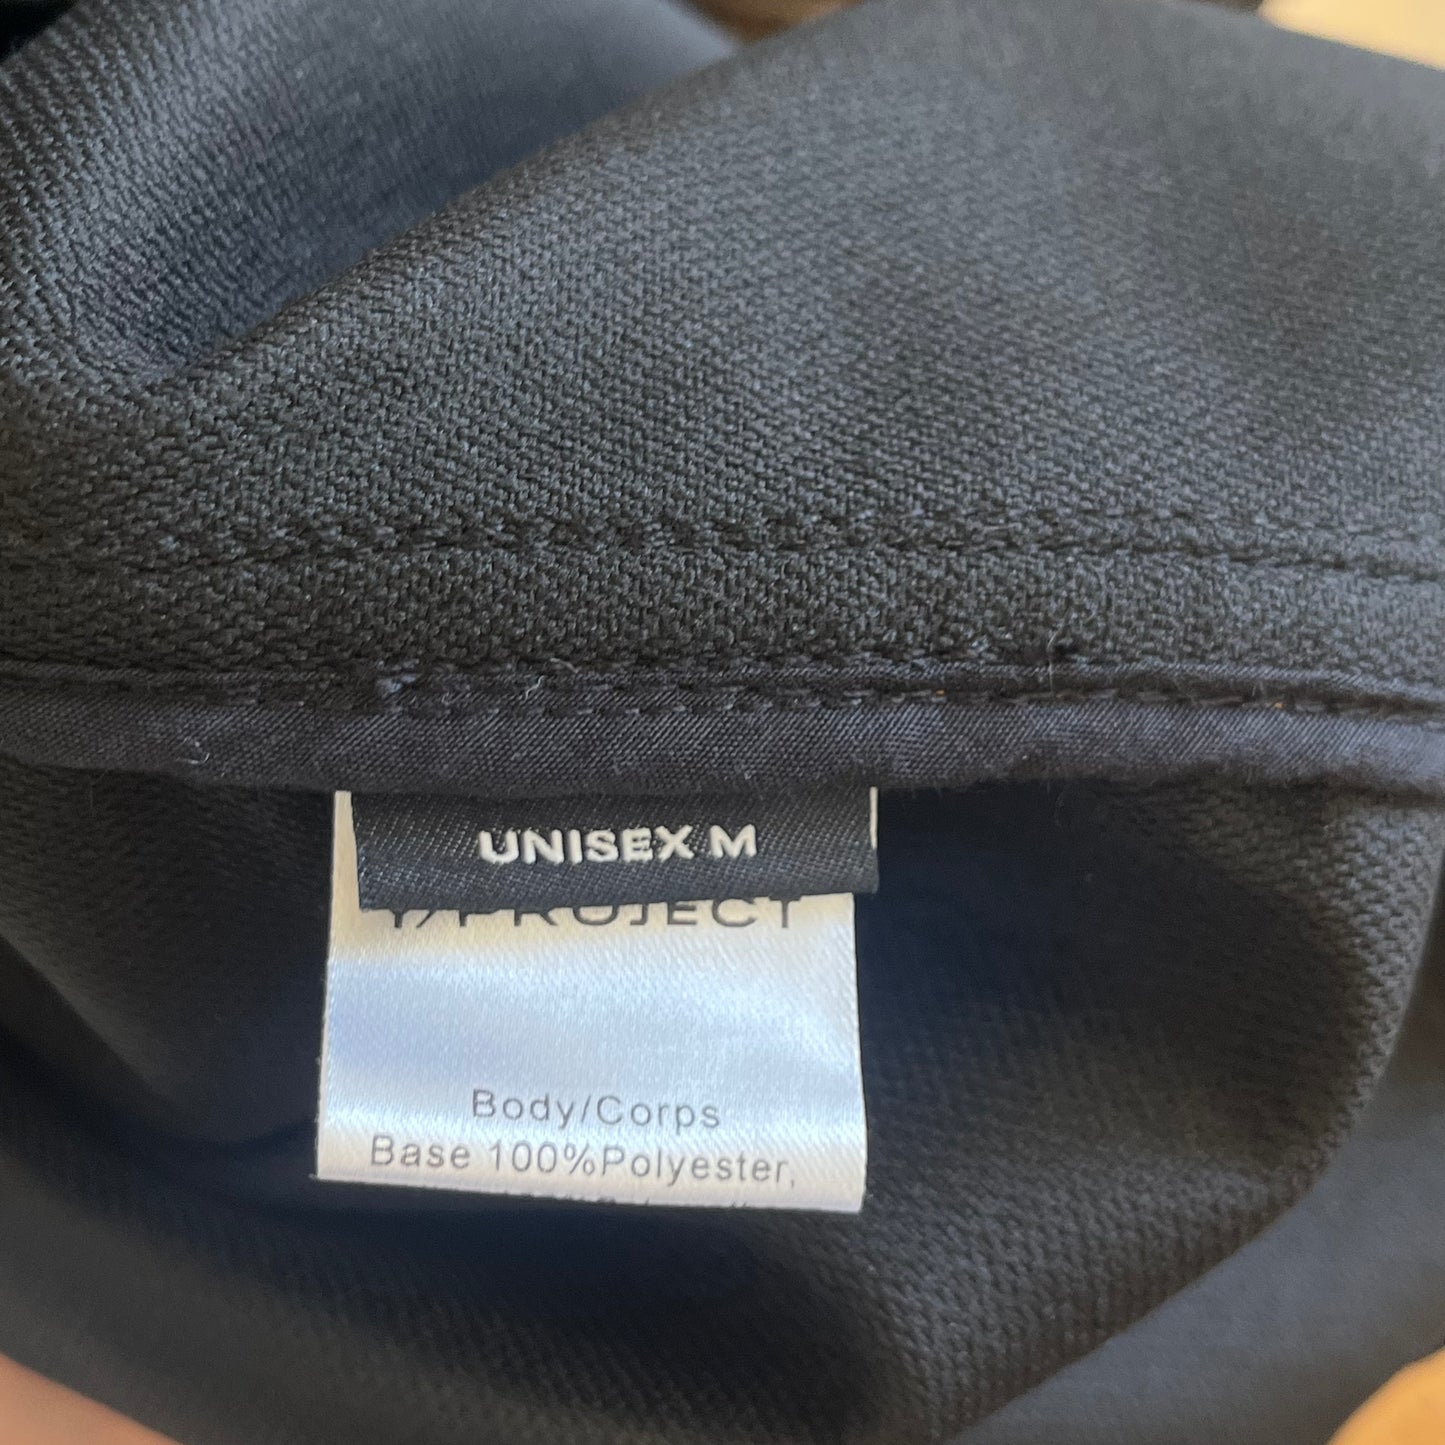 UNISEX M
Y/PROJECT
Body/Corps
Base 100%Polyester,